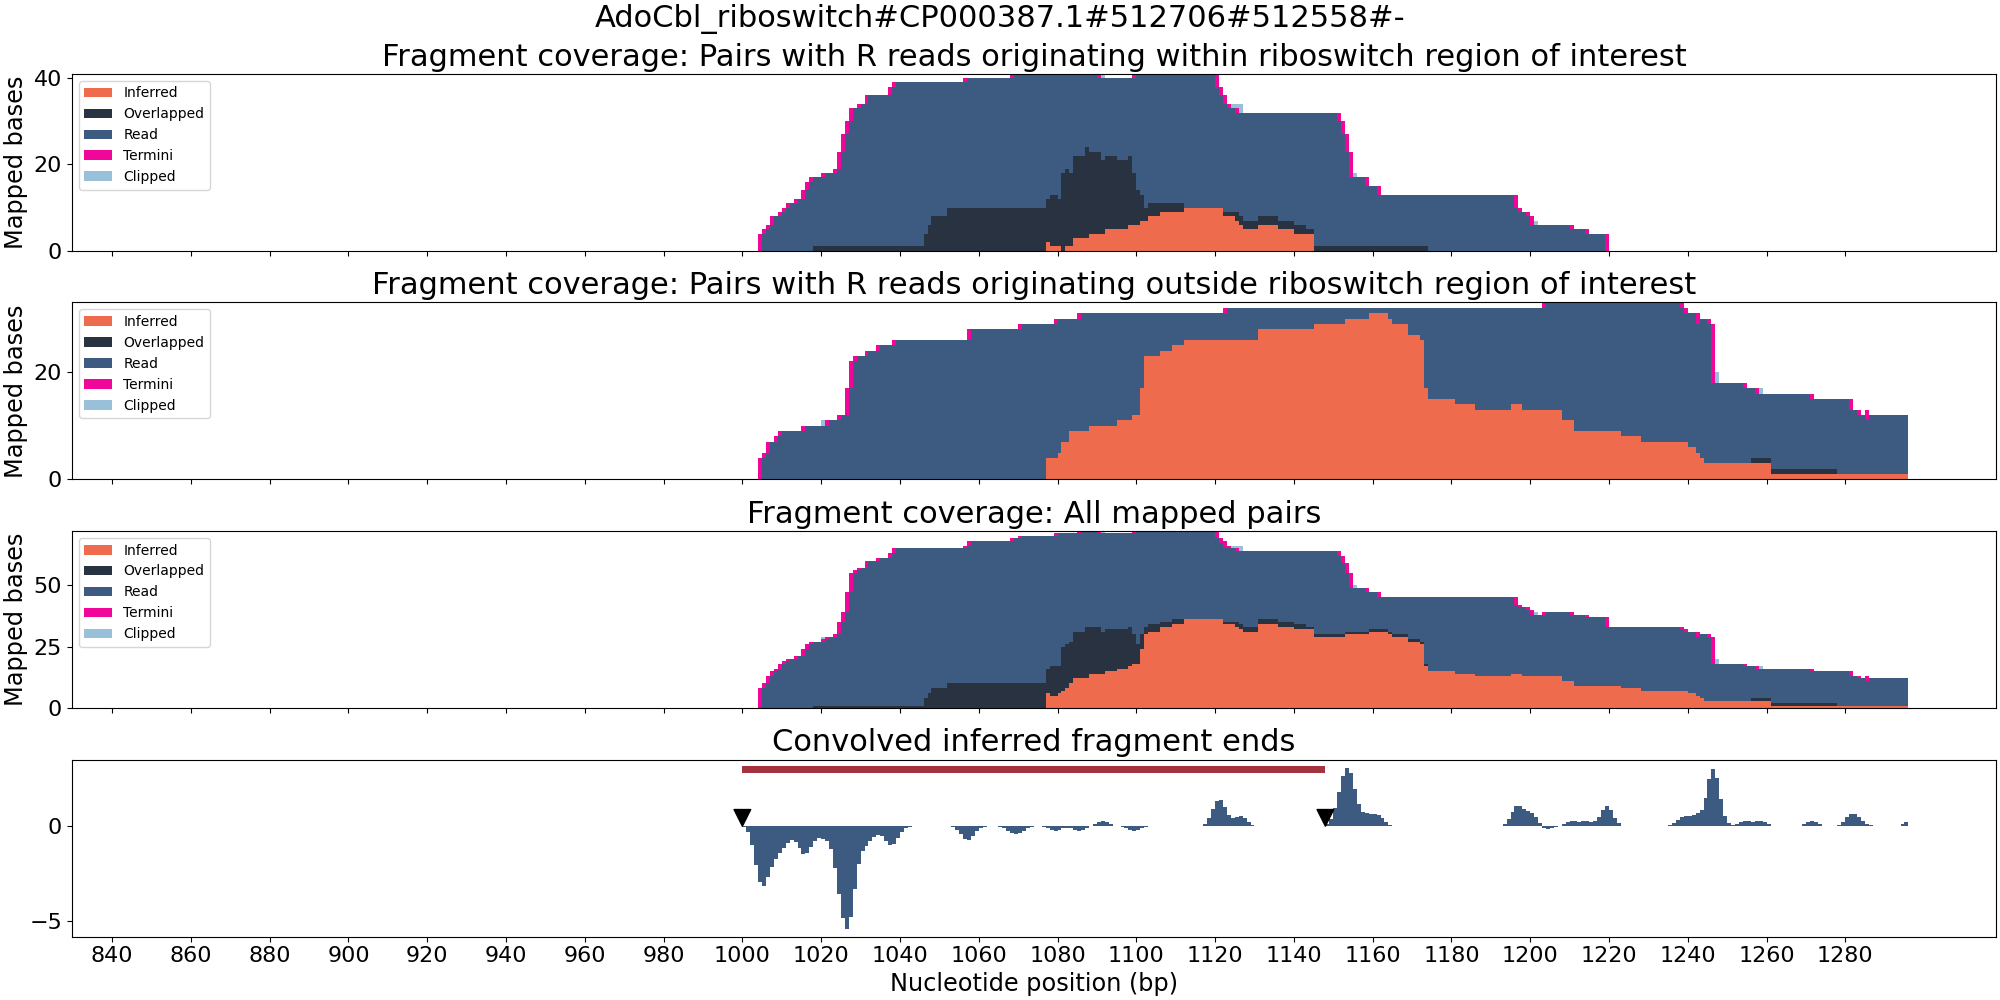 AdoCbl_riboswitch#CP000387.1#512706#512558#-
Fragment coverage: Pairs with R reads originating within riboswitch region of interest
Mapped bases
40
20
0
Inferred
Overlapped
Read
Termini
Clipped
Fragment coverage: Pairs with R reads originating outside riboswitch region of interest
Mapped bases
20
0
Inferred
Overlapped
Read
Termini
Clipped
Fragment coverage: All mapped pairs
Mapped bases
50
25
0
Inferred
Overlapped
Read
Termini
Clipped
Convolved inferred fragment ends
0
−5
840 860 880 900 920 940 960 980 1000 1020 1040 1060 1080 1100 1120 1140 1160 1180 1200 1220 1240 1260 1280
Nucleotide position (bp)